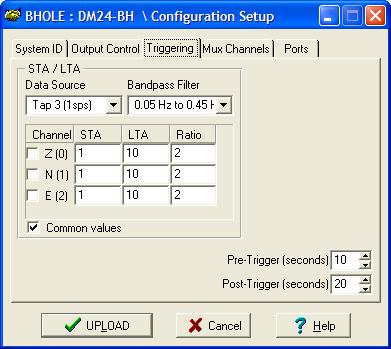 BHOLE : DM24-BH \ Configuration Setup
System ID Output Control Triggering Mux Channels Ports
STA / LTA
Data Source Bandpass Filter
Tap 3 (1sps) 0.05 Hz to 0.45 H
Channel STA LTA Ratio
Z (0) 1 10 2
N (1) 1 10 2
E (2) 1 10 2
Common values
Pre-Trigger (seconds) 10
Post-Trigger (seconds) 20
UPLOAD Cancel Help